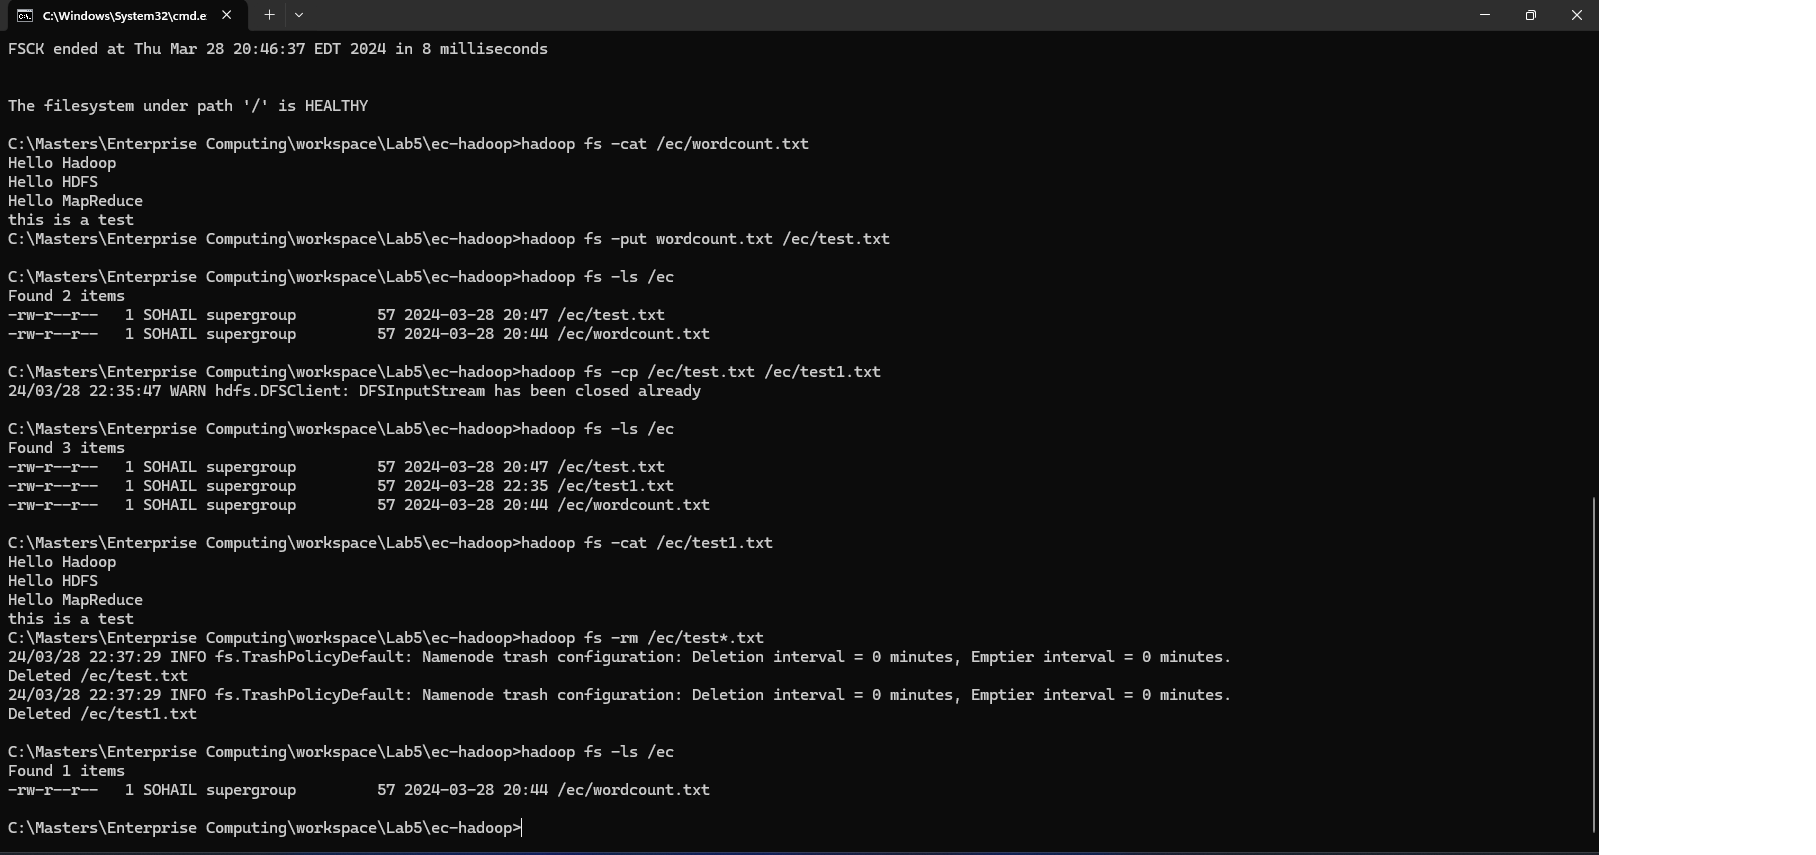 C:\Windows\System32\cmd.e
FSCK ended at Thu Mar 28 20:46:37 EDT 2024 in 8 milliseconds
The filesystem under path '/' is HEALTHY
C:\Masters\Enterprise Computing\workspace\Lab5\ec-hadoop>hadoop fs -cat /ec/wordcount.txt
Hello Hadoop
Hello HDFS
Hello MapReduce
this is a test
C:\Masters\Enterprise Computing\workspace\Lab5\ec-hadoop>hadoop fs -put wordcount.txt /ec/test.txt
C:\Masters\Enterprise Computing\workspace\Lab5\ec-hadoop>hadoop fs -ls /ec
Found 2 items
-rw-r--r--   1 SOHAIL supergroup         57 2024-03-28 20:47 /ec/test.txt
-rw-r--r--   1 SOHAIL supergroup         57 2024-03-28 20:44 /ec/wordcount.txt
C:\Masters\Enterprise Computing\workspace\Lab5\ec-hadoop>hadoop fs -cp /ec/test.txt /ec/test1.txt
24/03/28 22:35:47 WARN hdfs.DFSClient: DFSInputStream has been closed already
C:\Masters\Enterprise Computing\workspace\Lab5\ec-hadoop>hadoop fs -ls /ec
Found 3 items
-rw-r--r--   1 SOHAIL supergroup         57 2024-03-28 20:47 /ec/test.txt
-rw-r--r--   1 SOHAIL supergroup         57 2024-03-28 22:35 /ec/test1.txt
-rw-r--r--   1 SOHAIL supergroup         57 2024-03-28 20:44 /ec/wordcount.txt
C:\Masters\Enterprise Computing\workspace\Lab5\ec-hadoop>hadoop fs -cat /ec/test1.txt
Hello Hadoop
Hello HDFS
Hello MapReduce
this is a test
C:\Masters\Enterprise Computing\workspace\Lab5\ec-hadoop>hadoop fs -rm /ec/test*.txt
24/03/28 22:37:29 INFO fs.TrashPolicyDefault: Namenode trash configuration: Deletion interval = 0 minutes, Emptier interval = 0 minutes.
Deleted /ec/test.txt
24/03/28 22:37:29 INFO fs.TrashPolicyDefault: Namenode trash configuration: Deletion interval = 0 minutes, Emptier interval = 0 minutes.
Deleted /ec/test1.txt
C:\Masters\Enterprise Computing\workspace\Lab5\ec-hadoop>hadoop fs -ls /ec
Found 1 items
-rw-r--r--   1 SOHAIL supergroup         57 2024-03-28 20:44 /ec/wordcount.txt
C:\Masters\Enterprise Computing\workspace\Lab5\ec-hadoop>